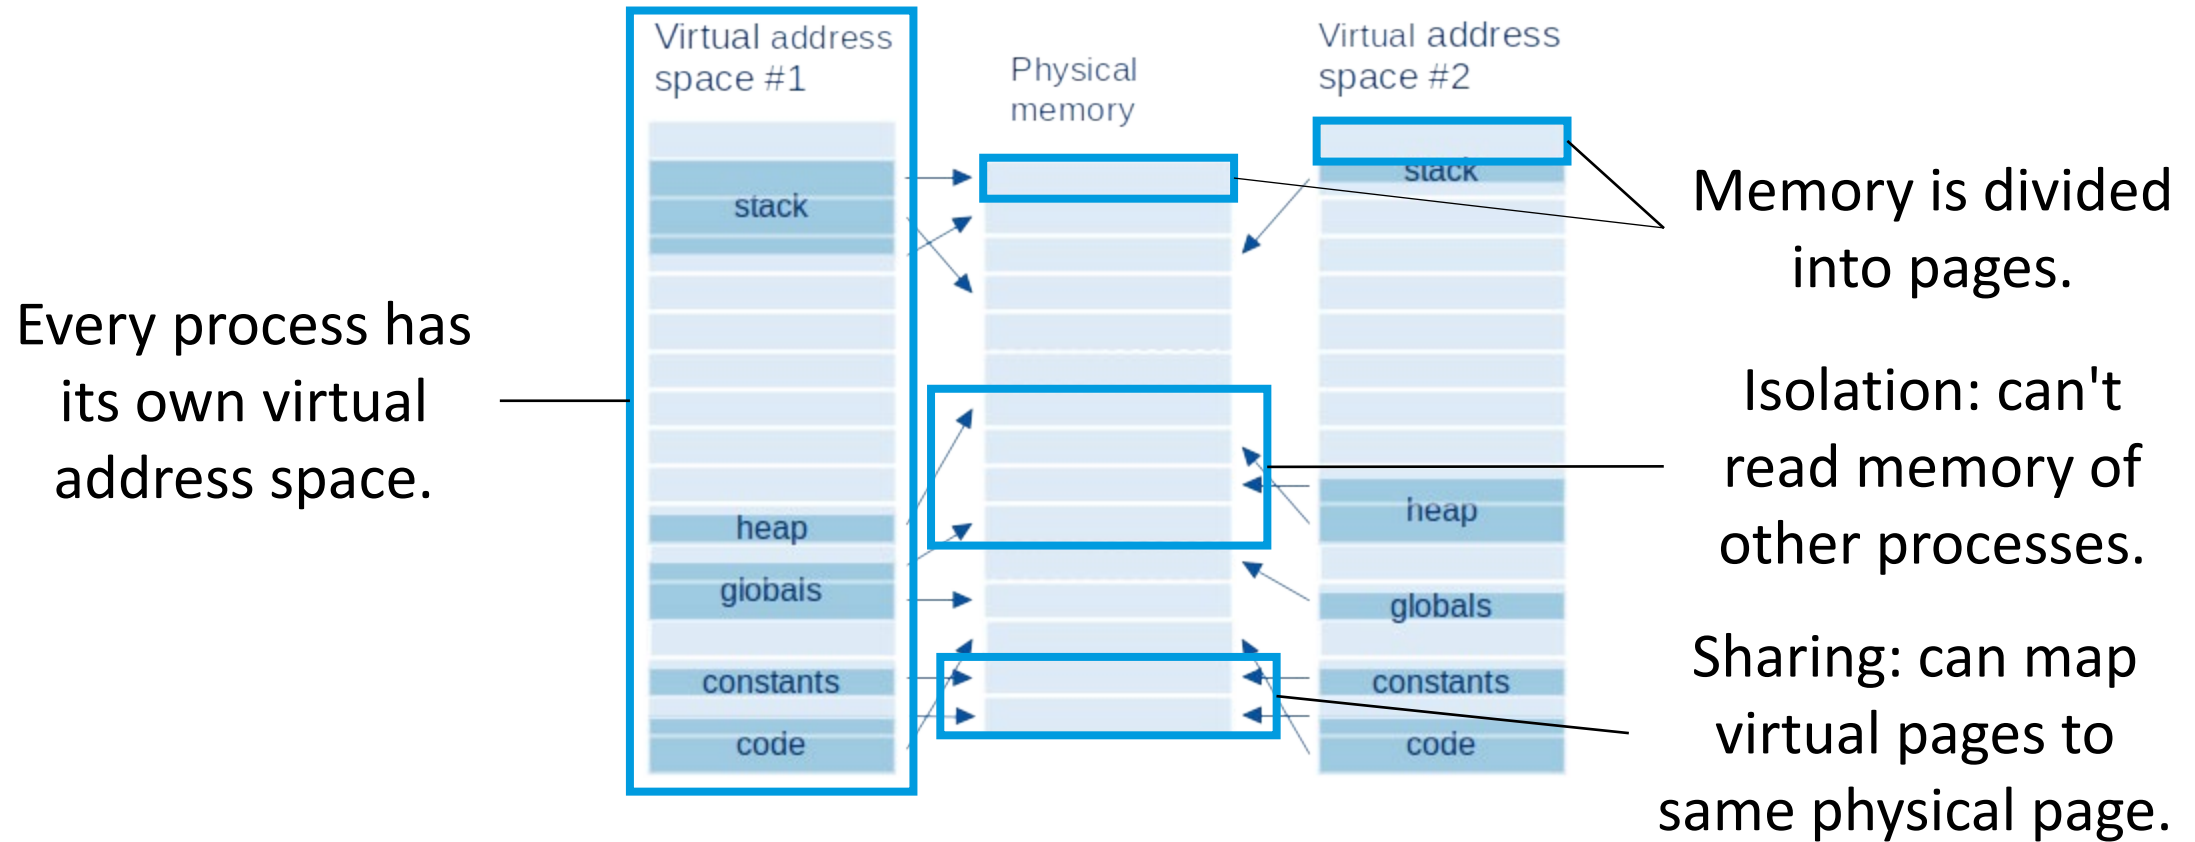 Every process has
its own virtual
address space.
Virtual address
space #1
stack
heap
globals
constants
code
Physical
memory
Virtual address
space #2
stack
heap
globals
constants
code
Memory is divided
into pages.
Isolation: can't
read memory of
other processes.
Sharing: can map
virtual pages to
same physical page.